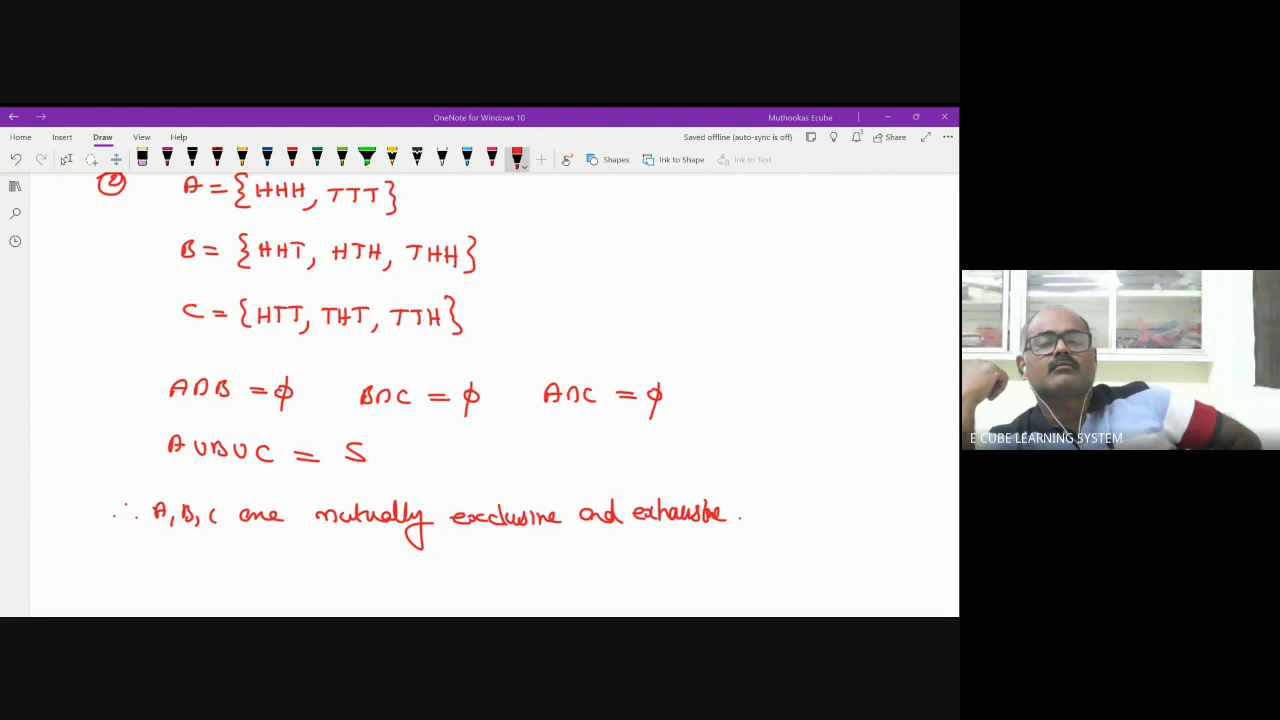 OneNote for Windows 10
Muthookas Ecube
Home Insert Draw View Help
Saved offline (auto-sync is off)
Share
Shapes
Ink to Shape
Ink to Text
② A = {HHH, TTT}
B = {HHT, HTH, THH}
C = {HTT, THT, TTH}
A∩B = ϕ B∩C = ϕ A∩C = ϕ
A∪B∪C = S
∴ A, B, C are mutually exclusive and exhausive.
E CUBE LEARNING SYSTEM